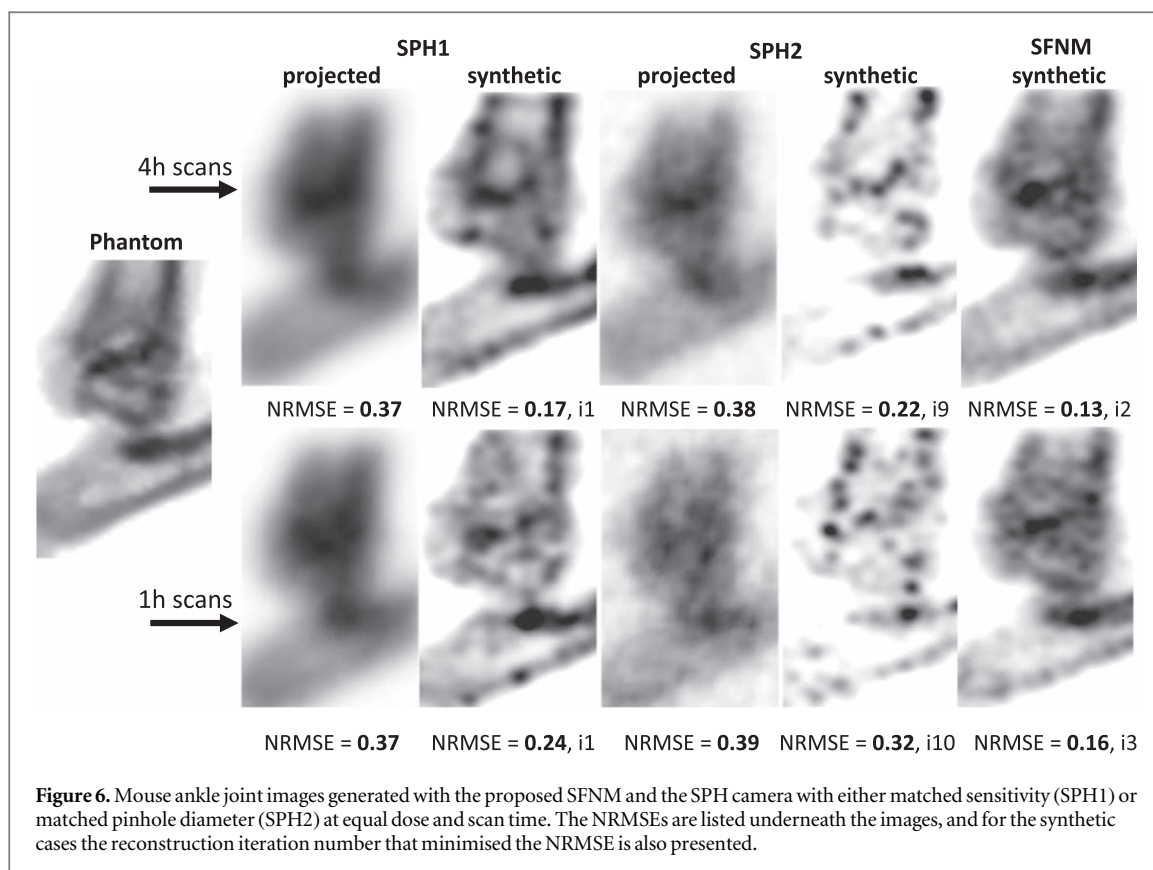 SPH1
SPH2
SFNM
projected
synthetic
projected
synthetic
synthetic
4h scans
Phantom
NRMSE = 0.37
NRMSE = 0.17, i1
NRMSE = 0.38
NRMSE = 0.22, i9
NRMSE = 0.13, i2
1h scans
NRMSE = 0.37
NRMSE = 0.24, i1
NRMSE = 0.39
NRMSE = 0.32, i10
NRMSE = 0.16, i3
Figure 6. Mouse ankle joint images generated with the proposed SFNM and the SPH camera with either matched sensitivity (SPH1) or
matched pinhole diameter (SPH2) at equal dose and scan time. The NRMSEs are listed underneath the images, and for the synthetic
cases the reconstruction iteration number that minimised the NRMSE is also presented.